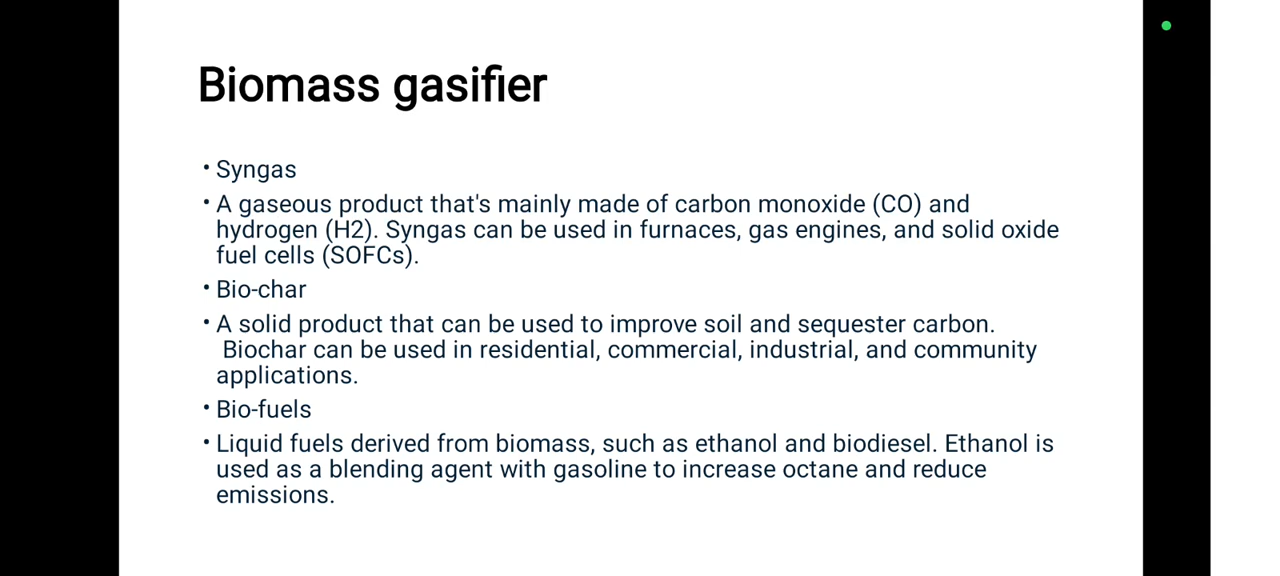 Biomass gasifier
• Syngas
• A gaseous product that's mainly made of carbon monoxide (CO) and
hydrogen (H2). Syngas can be used in furnaces, gas engines, and solid oxide
fuel cells (SOFCs).
• Bio-char
• A solid product that can be used to improve soil and sequester carbon.
Biochar can be used in residential, commercial, industrial, and community
applications.
• Bio-fuels
• Liquid fuels derived from biomass, such as ethanol and biodiesel. Ethanol is
used as a blending agent with gasoline to increase octane and reduce
emissions.